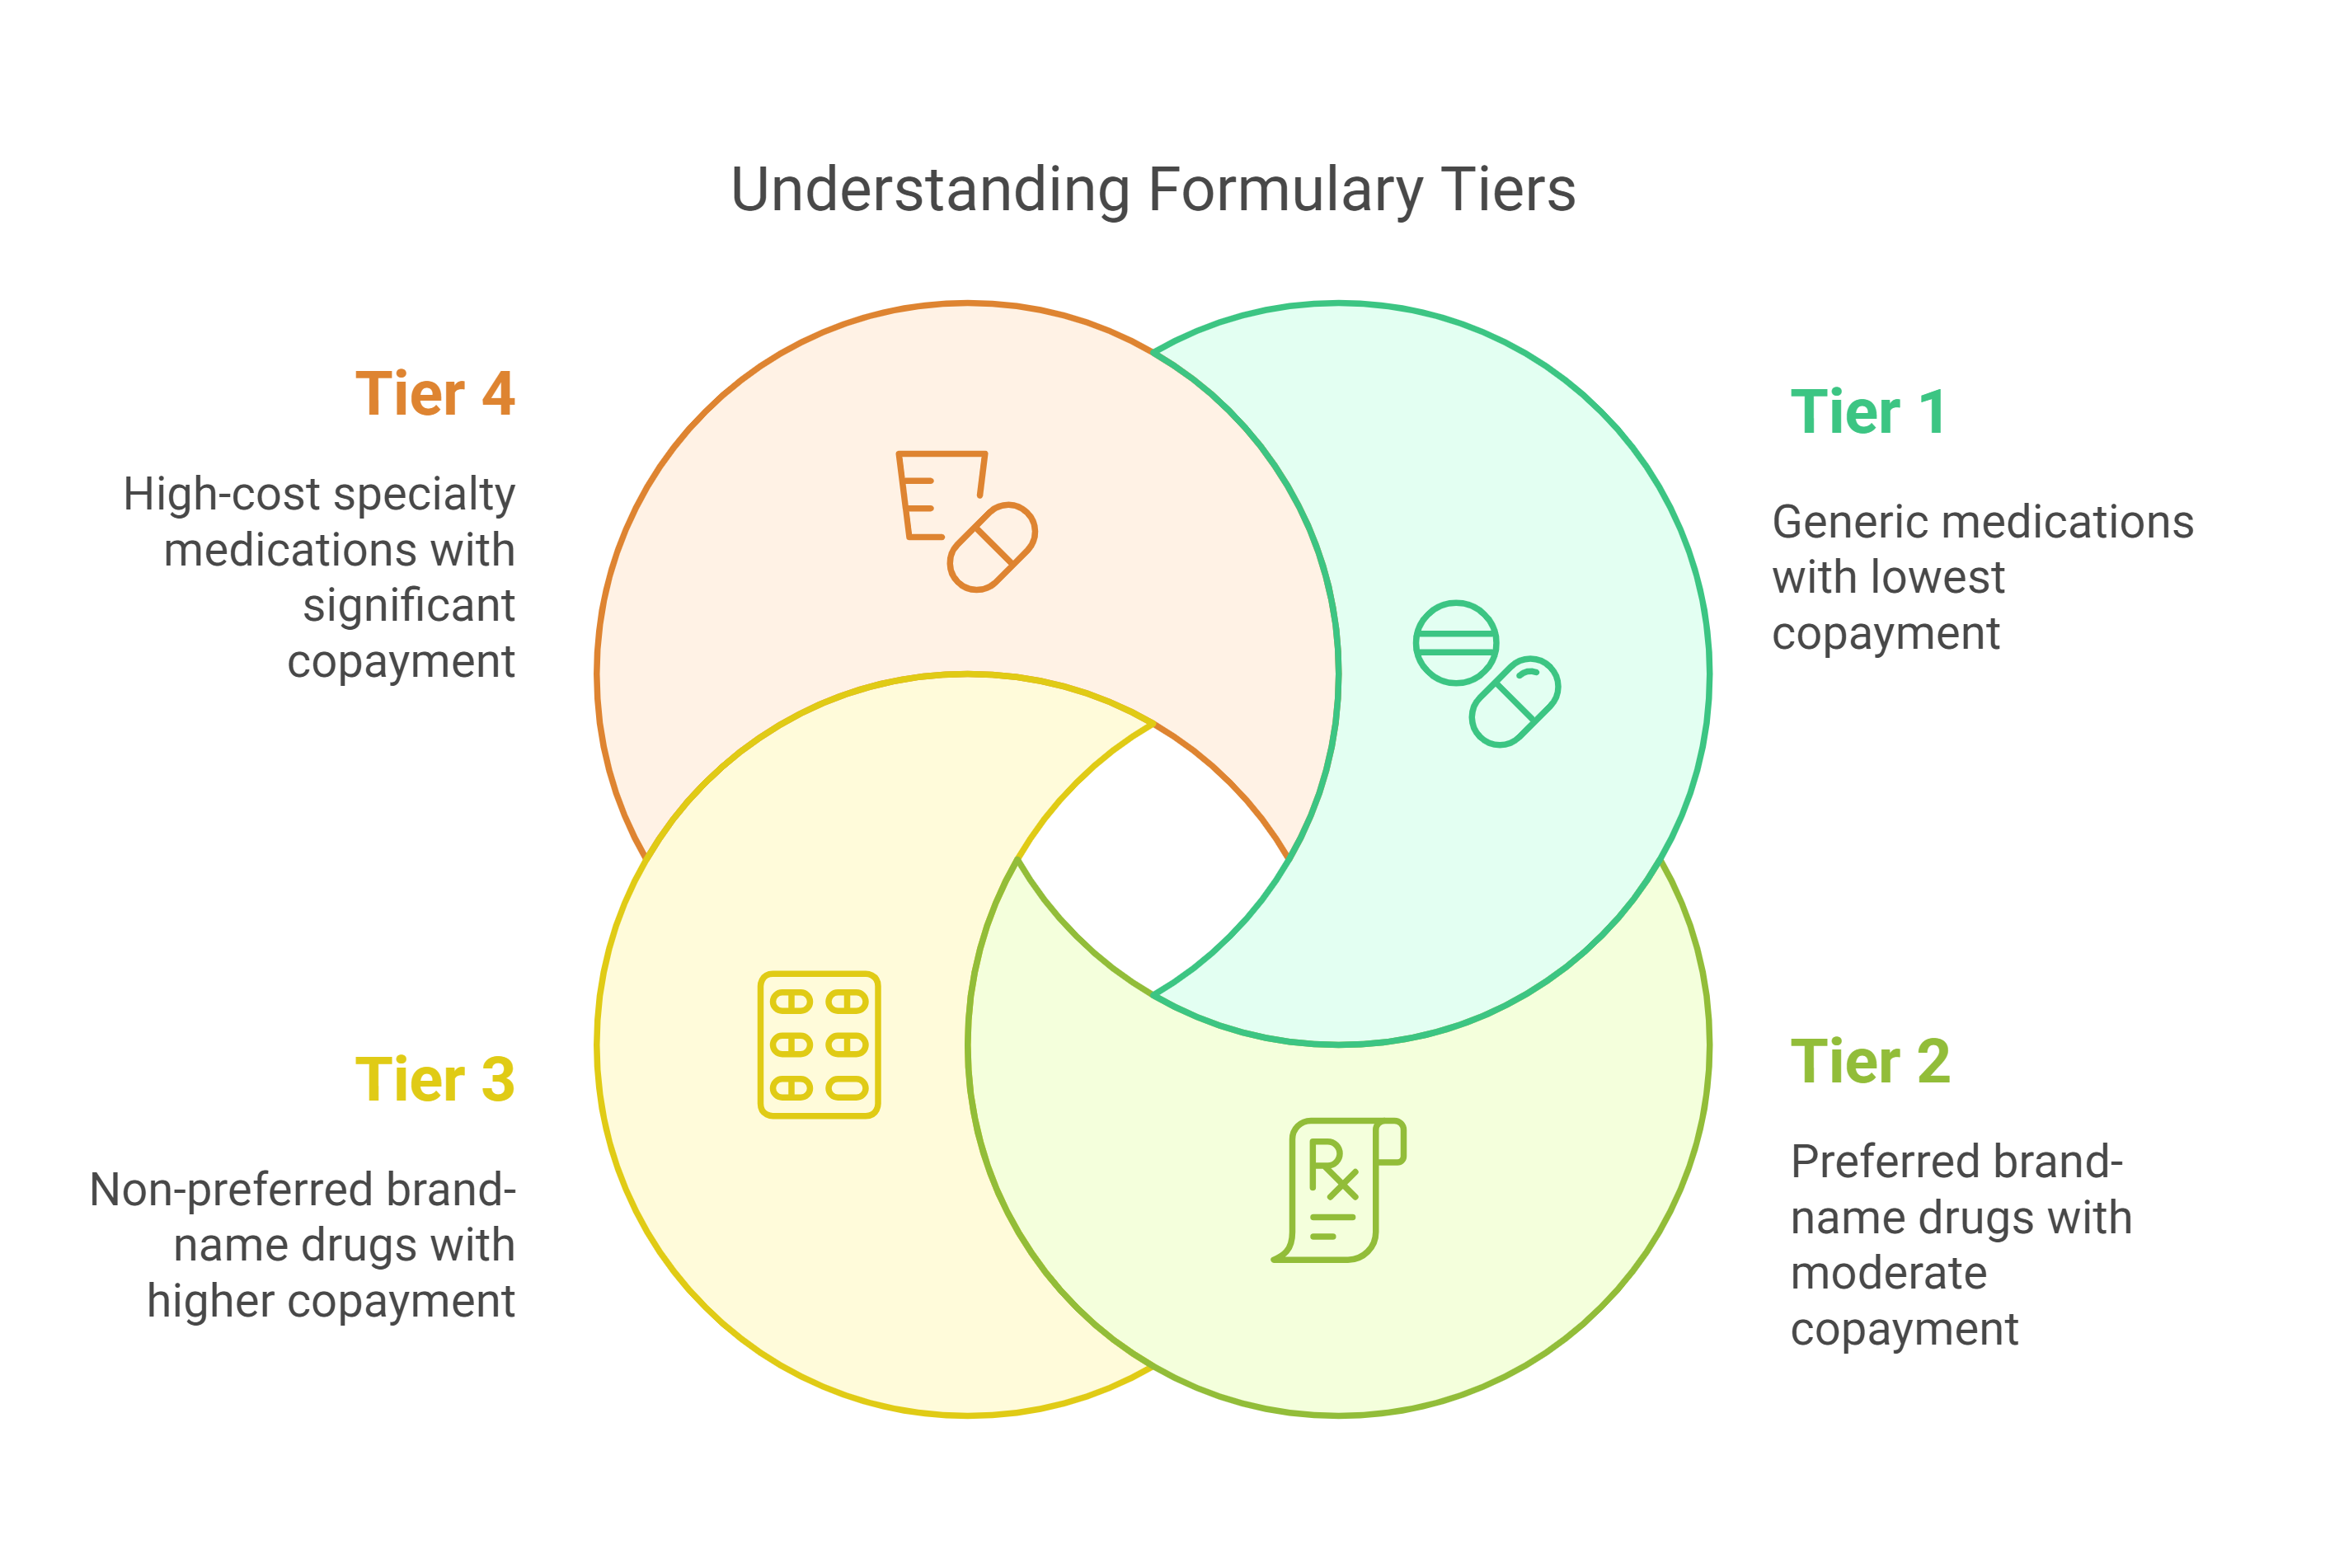 Understanding Formulary Tiers
Tier 4
High-cost specialty
medications with
significant
copayment
Tier 1
Generic medications
with lowest
copayment
Tier 3
Non-preferred brand-
name drugs with
higher copayment
Tier 2
Preferred brand-
name drugs with
moderate
copayment
Rx